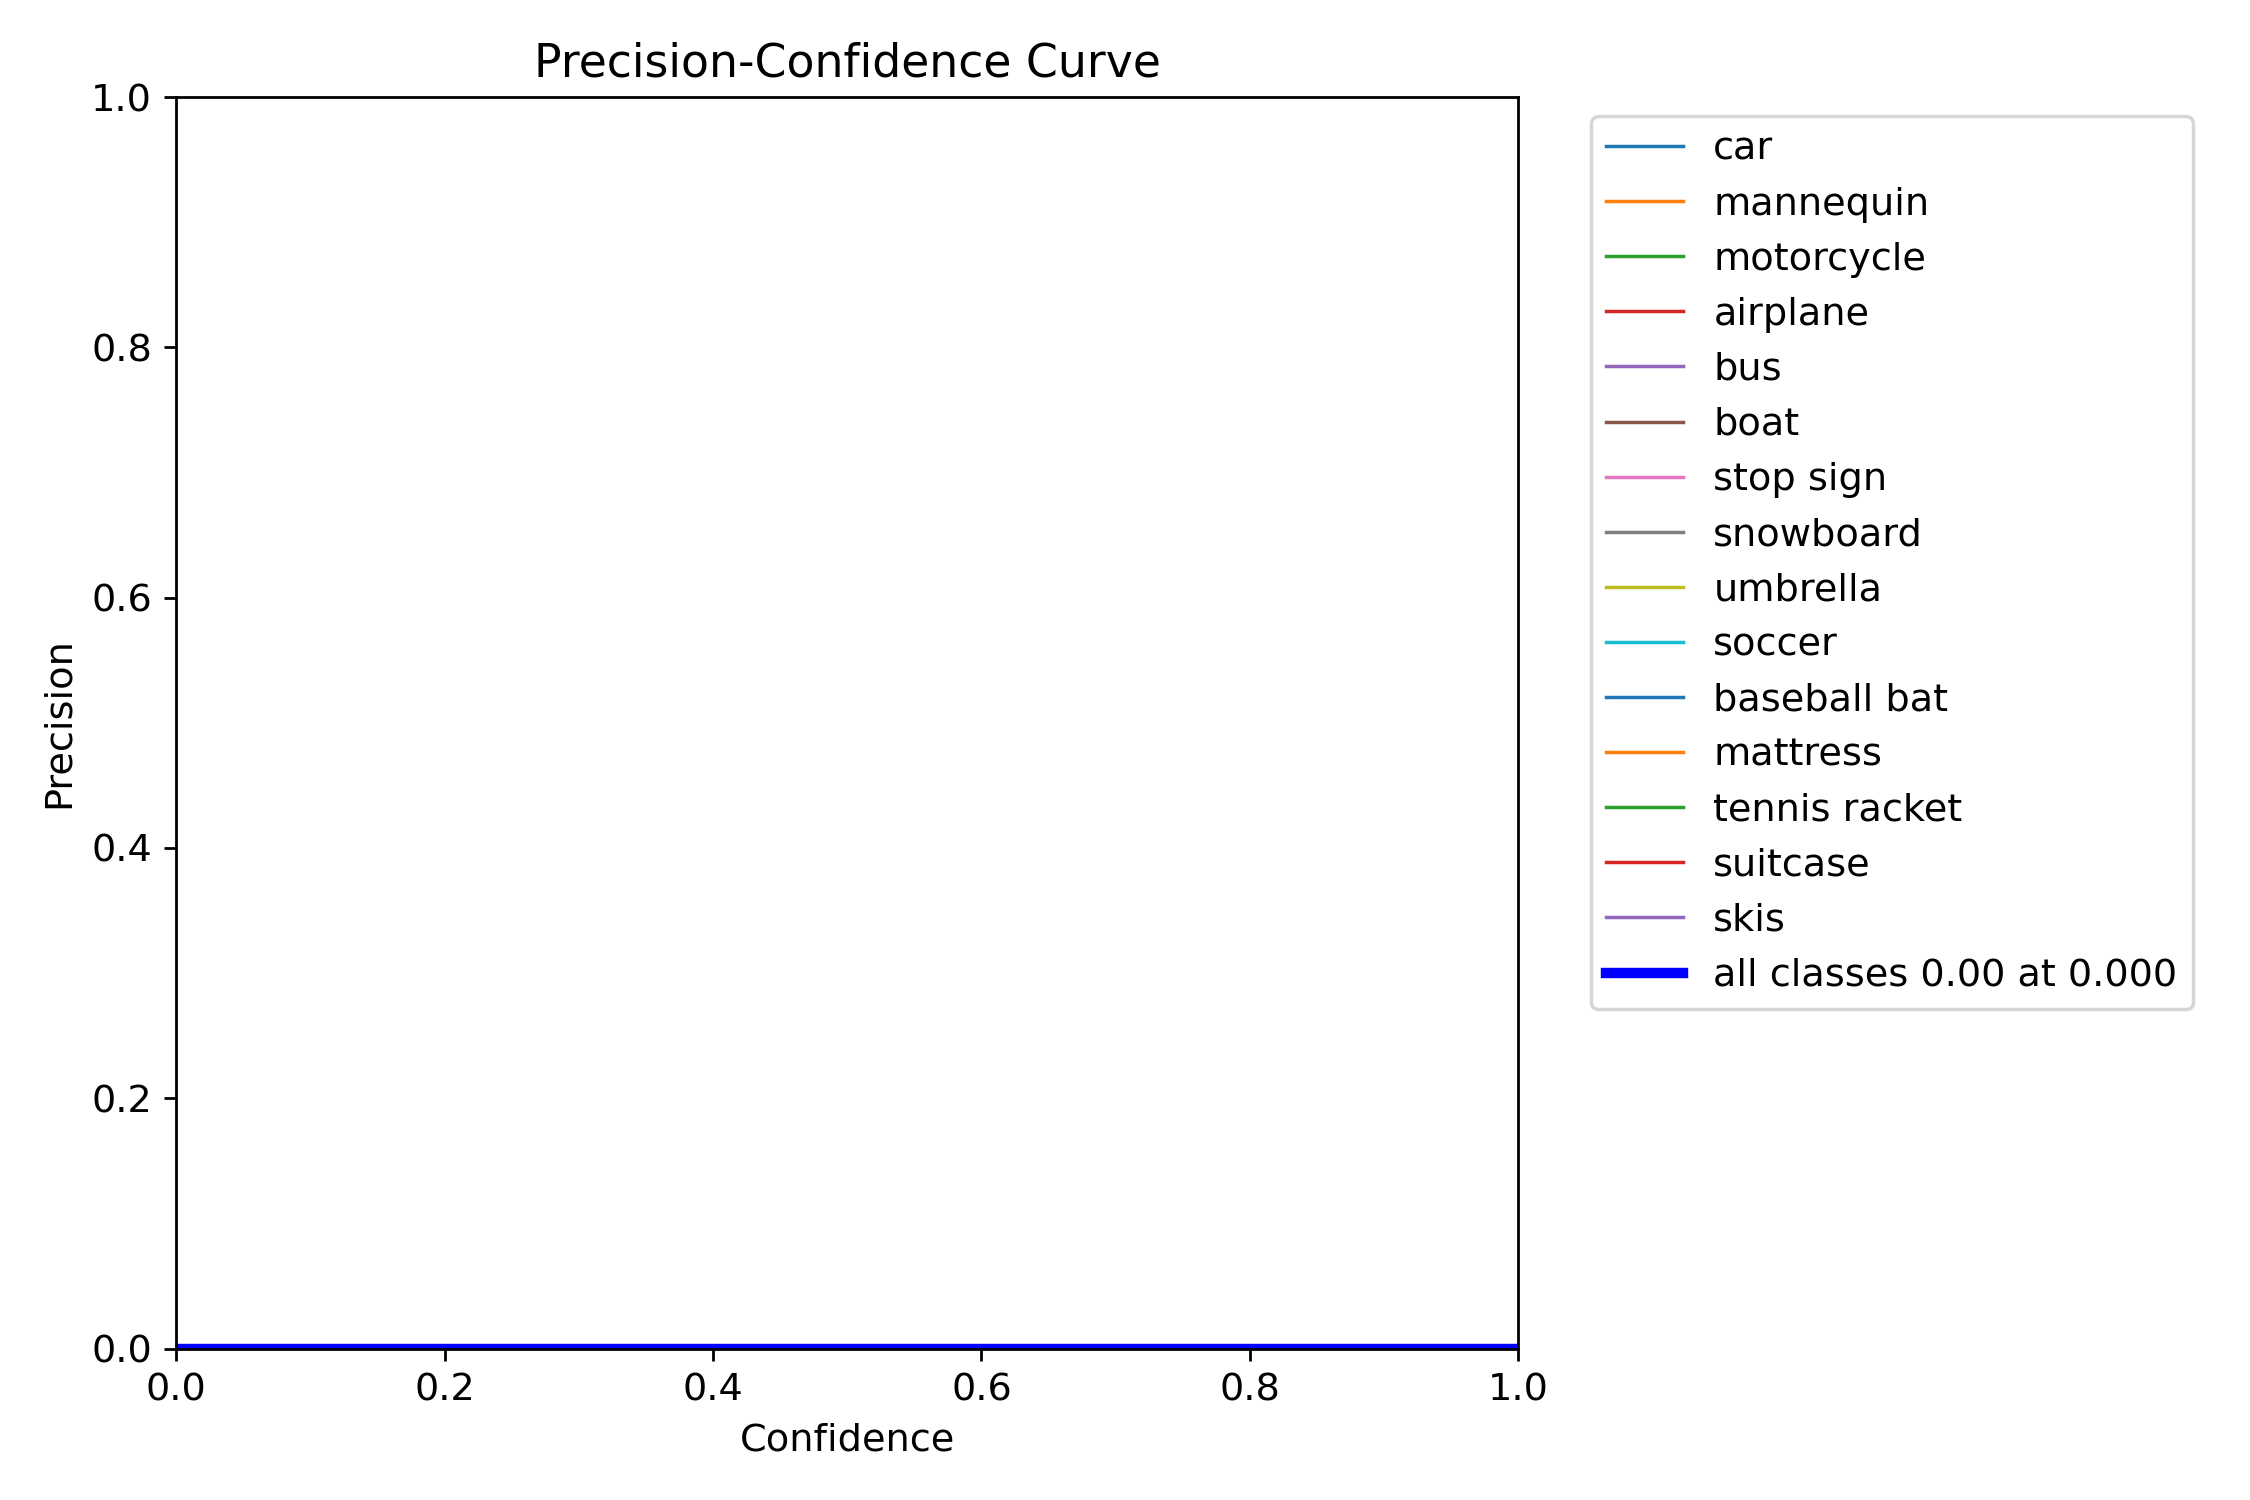 Precision-Confidence Curve
1.0
0.8
0.6
0.4
0.2
0.0
Precision
0.0 0.2 0.4 0.6 0.8 1.0
Confidence
car
mannequin
motorcycle
airplane
bus
boat
stop sign
snowboard
umbrella
soccer
baseball bat
mattress
tennis racket
suitcase
skis
all classes 0.00 at 0.000